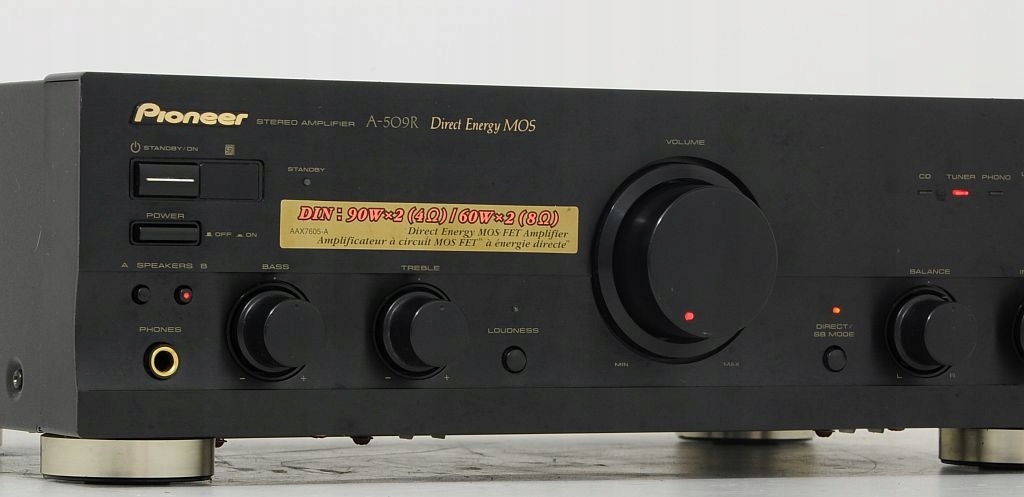 Pioneer STEREO AMPLIFIER A-509R Direct Energy MOS
STANDBY/ON
STANDBY
VOLUME
CD TUNER PHONO
DIN : 90W×2 (4Ω) / 60W×2 (8Ω)
AAX7605-A Direct Energy MOS FET Amplifier
Amplificateur à circuit MOS FET™ à énergie directe™
POWER
OFF ON
A SPEAKERS B
BASS
TREBLE
BALANCE
PHONES
LOUDNESS
DIRECT/
SB MODE
MIN MAX
- +
- +
L R